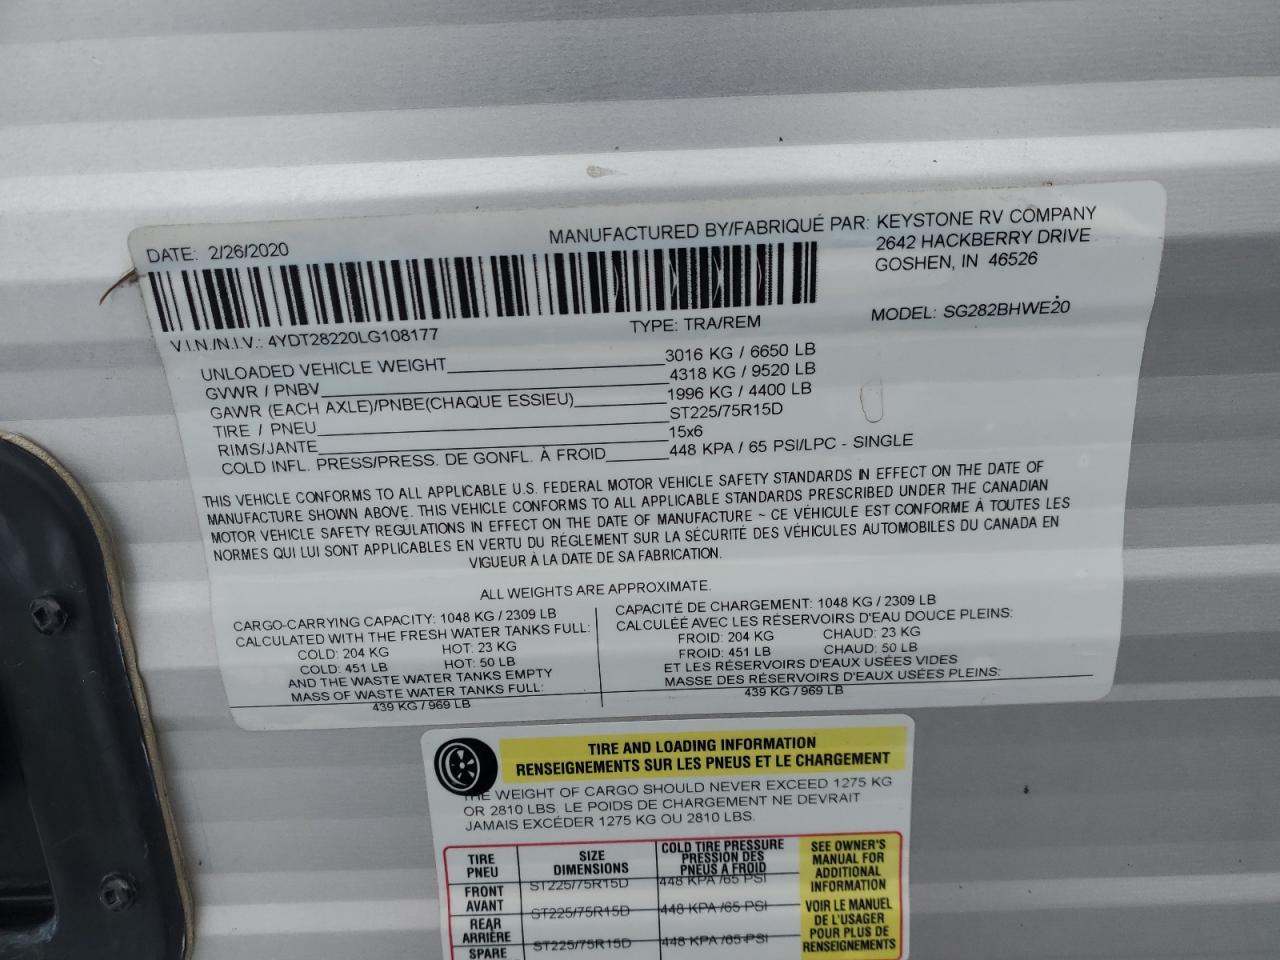 DATE: 2/26/2020
MANUFACTURED BY/FABRIQUÉ PAR: KEYSTONE RV COMPANY
2642 HACKBERRY DRIVE
GOSHEN, IN 46526
V.I.N./N.I.V.: 4YDT28220LG108177
TYPE: TRA/REM
MODEL: SG282BHWE20
UNLOADED VEHICLE WEIGHT 3016 KG / 6650 LB
GVWR / PNBV 4318 KG / 9520 LB
GAWR (EACH AXLE)/PNBE(CHAQUE ESSIEU) 1996 KG / 4400 LB
TIRE / PNEU ST225/75R15D
RIMS/JANTE 15x6
COLD INFL. PRESS/PRESS. DE GONFL. À FROID 448 KPA / 65 PSI/LPC - SINGLE
THIS VEHICLE CONFORMS TO ALL APPLICABLE U.S. FEDERAL MOTOR VEHICLE SAFETY STANDARDS IN EFFECT ON THE DATE OF
MANUFACTURE SHOWN ABOVE. THIS VEHICLE CONFORMS TO ALL APPLICABLE STANDARDS PRESCRIBED UNDER THE CANADIAN
MOTOR VEHICLE SAFETY REGULATIONS IN EFFECT ON THE DATE OF MANUFACTURE ~ CE VÉHICULE EST CONFORME À TOUTES LES
NORMES QUI LUI SONT APPLICABLES EN VERTU DU RÉGLEMENT SUR LA SÉCURITÉ DES VÉHICULES AUTOMOBILES DU CANADA EN
VIGUEUR À LA DATE DE SA FABRICATION.
ALL WEIGHTS ARE APPROXIMATE.
CARGO-CARRYING CAPACITY: 1048 KG / 2309 LB
CALCULATED WITH THE FRESH WATER TANKS FULL:
COLD: 204 KG HOT: 23 KG
COLD: 451 LB HOT: 50 LB
AND THE WASTE WATER TANKS EMPTY
MASS OF WASTE WATER TANKS FULL:
439 KG / 969 LB
CAPACITÉ DE CHARGEMENT: 1048 KG / 2309 LB
CALCULÉE AVEC LES RÉSERVOIRS D'EAU DOUCE PLEINS:
FROID: 204 KG CHAUD: 23 KG
FROID: 451 LB CHAUD: 50 LB
ET LES RÉSERVOIRS D'EAUX USÉES VIDES
MASSE DES RÉSERVOIRS D'EAUX USÉES PLEINS:
439 KG / 969 LB
TIRE AND LOADING INFORMATION
RENSEIGNEMENTS SUR LES PNEUS ET LE CHARGEMENT
THE WEIGHT OF CARGO SHOULD NEVER EXCEED 1275 KG
OR 2810 LBS. LE POIDS DE CHARGEMENT NE DEVRAIT
JAMAIS EXCÉDER 1275 KG OU 2810 LBS.
TIRE
PNEU
SIZE
DIMENSIONS
COLD TIRE PRESSURE
PRESSION DES
PNEUS A FROID
FRONT
AVANT
ST225/75R15D
448 KPA /65 PSI
REAR
ARRIÈRE
ST225/75R15D
448 KPA /65 PSI
SPARE
ST225/75R15D
448 KPA /65 PSI
SEE OWNER'S
MANUAL FOR
ADDITIONAL
INFORMATION
VOIR LE MANUEL
DE L'USAGER
POUR PLUS DE
RENSEIGNEMENTS